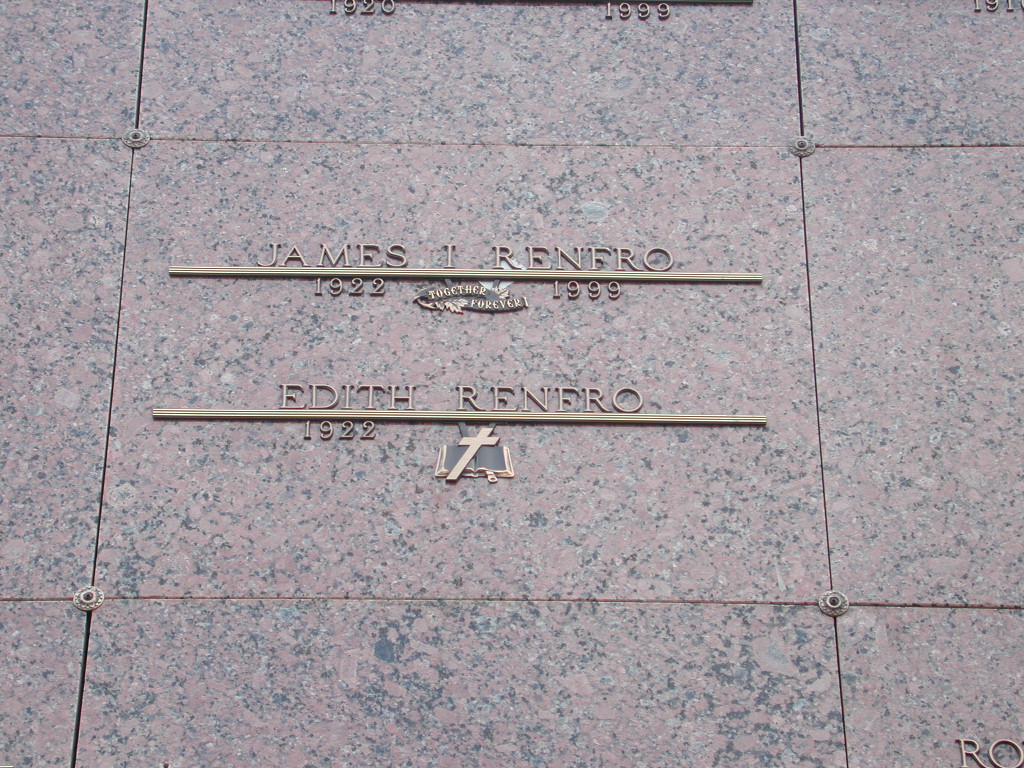 1920 1999
JAMES I RENFRO
1922 1999
TOGETHER
FOREVER
EDITH RENFRO
1922